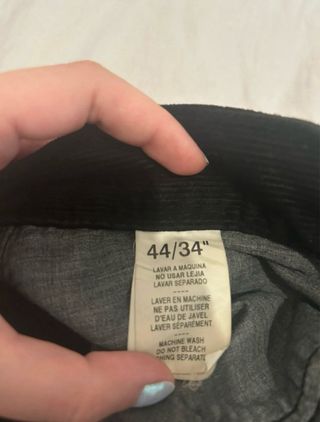 44/34"
LAVAR A MAQUINA
NO USAR LEJIA
LAVAR SEPARADO
----
LAVER EN MACHINE
NE PAS UTILISER
D'EAU DE JAVEL
LAVER SÉPARÉMENT
----
MACHINE WASH
DO NOT BLEACH